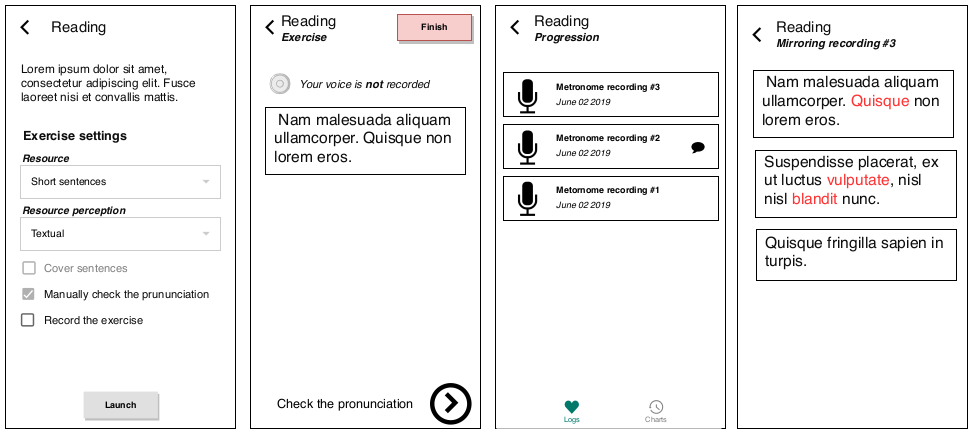 Reading
Lorem ipsum dolor sit amet,
consectetur adipiscing elit. Fusce
laoreet nisi et convallis mattis.
Exercise settings
Resource
Short sentences
Resource perception
Textual
Cover sentences
Manually check the prununciation
Record the exercise
Launch
Reading
Exercise
Finish
Your voice is not recorded
Nam malesuada aliquam
ullamcorper. Quisque non
lorem eros.
Check the pronunciation
Reading
Progression
Metronome recording #3
June 02 2019
Metronome recording #2
June 02 2019
Metornome recording #1
June 02 2019
Logs
Charts
Reading
Mirroring recording #3
Nam malesuada aliquam
ullamcorper. Quisque non
lorem eros.
Suspendisse placerat, ex
ut luctus vulputate, nisl
nisl blandit nunc.
Quisque fringilla sapien in
turpis.